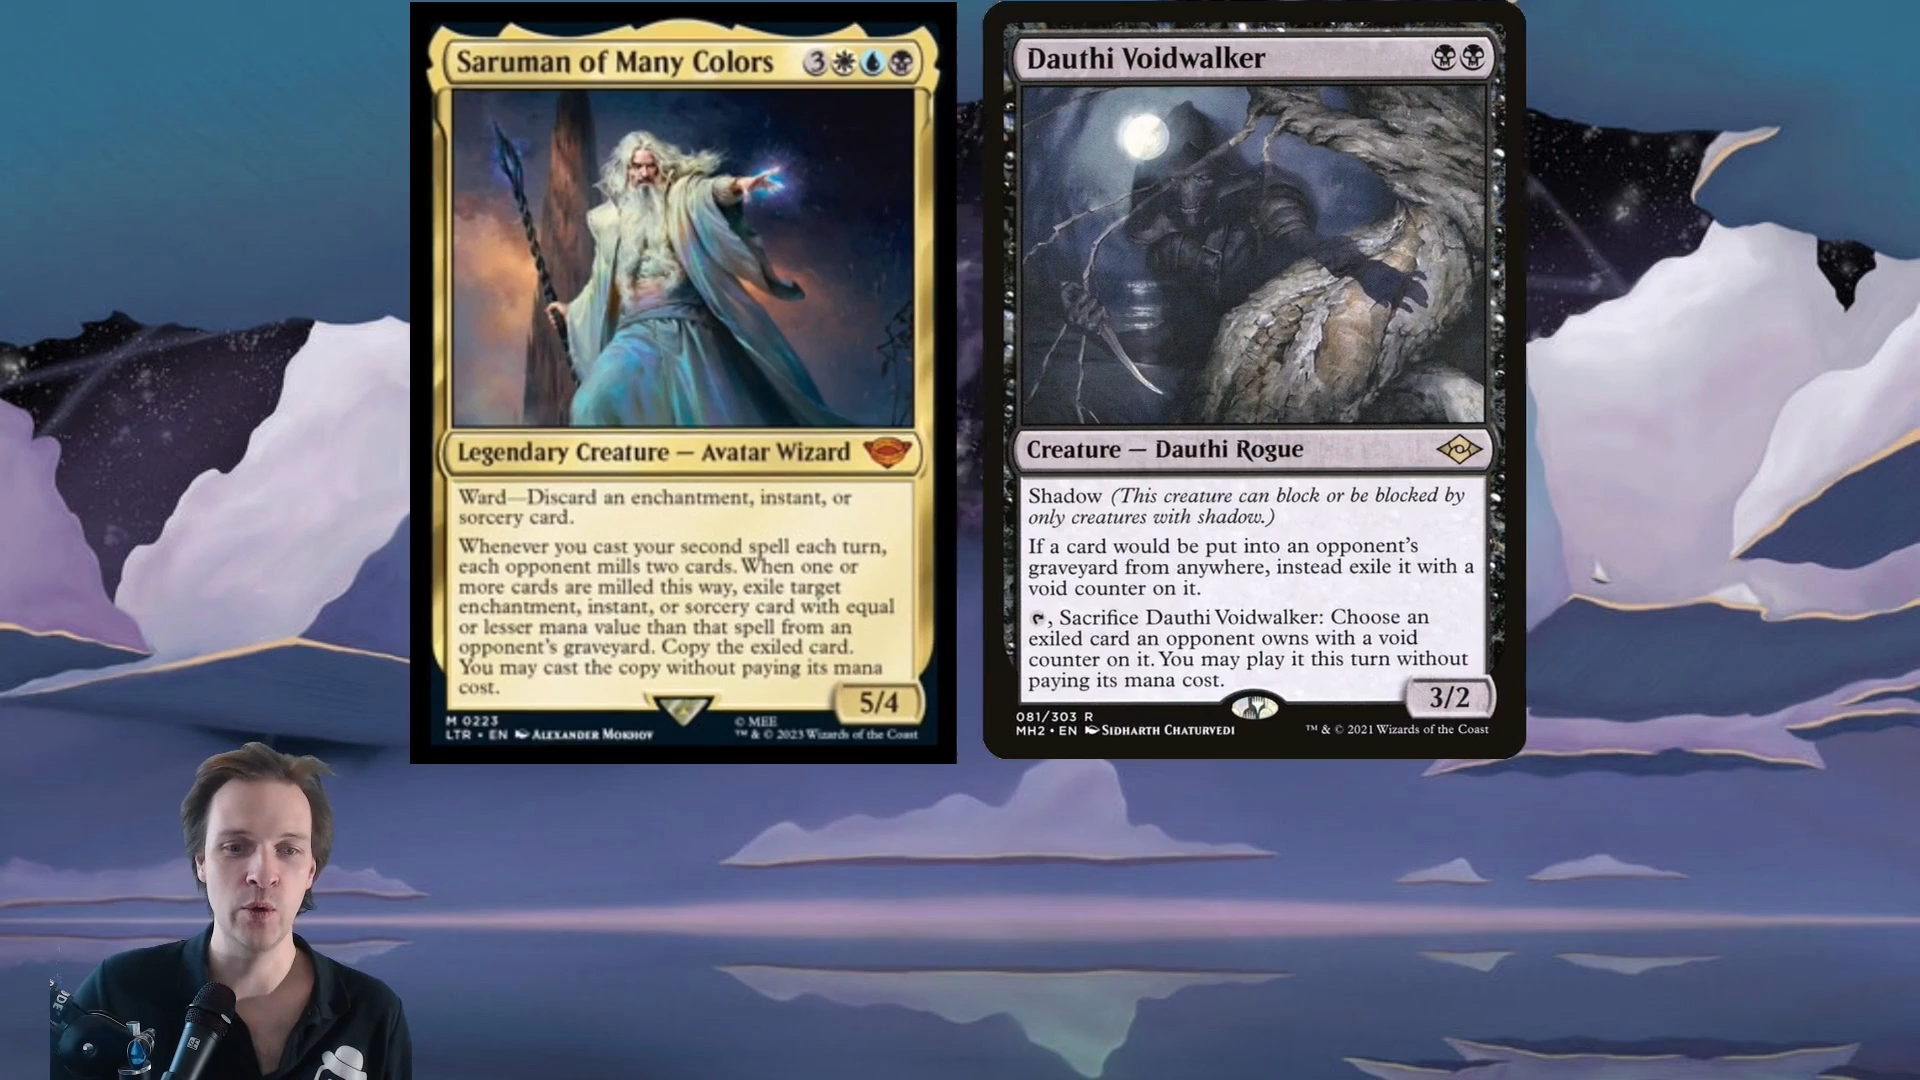 Saruman of Many Colors 3
Legendary Creature — Avatar Wizard
Ward—Discard an enchantment, instant, or
sorcery card.
Whenever you cast your second spell each turn,
each opponent mills two cards. When one or
more cards are milled this way, exile target
enchantment, instant, or sorcery card with equal
or lesser mana value than that spell from an
opponent's graveyard. Copy the exiled card.
You may cast the copy without paying its mana
cost.
5/4
M 0223
LTR • EN ALEXANDER MOKHOV
© MEE
™ & © 2023 Wizards of the Coast
Dauthi Voidwalker
Creature — Dauthi Rogue
Shadow (This creature can block or be blocked by
only creatures with shadow.)
If a card would be put into an opponent's
graveyard from anywhere, instead exile it with a
void counter on it.
, Sacrifice Dauthi Voidwalker: Choose an
exiled card an opponent owns with a void
counter on it. You may play it this turn without
paying its mana cost.
3/2
081/303 R
MH2 • EN SIDHARTH CHATURVEDI
™ & © 2021 Wizards of the Coast